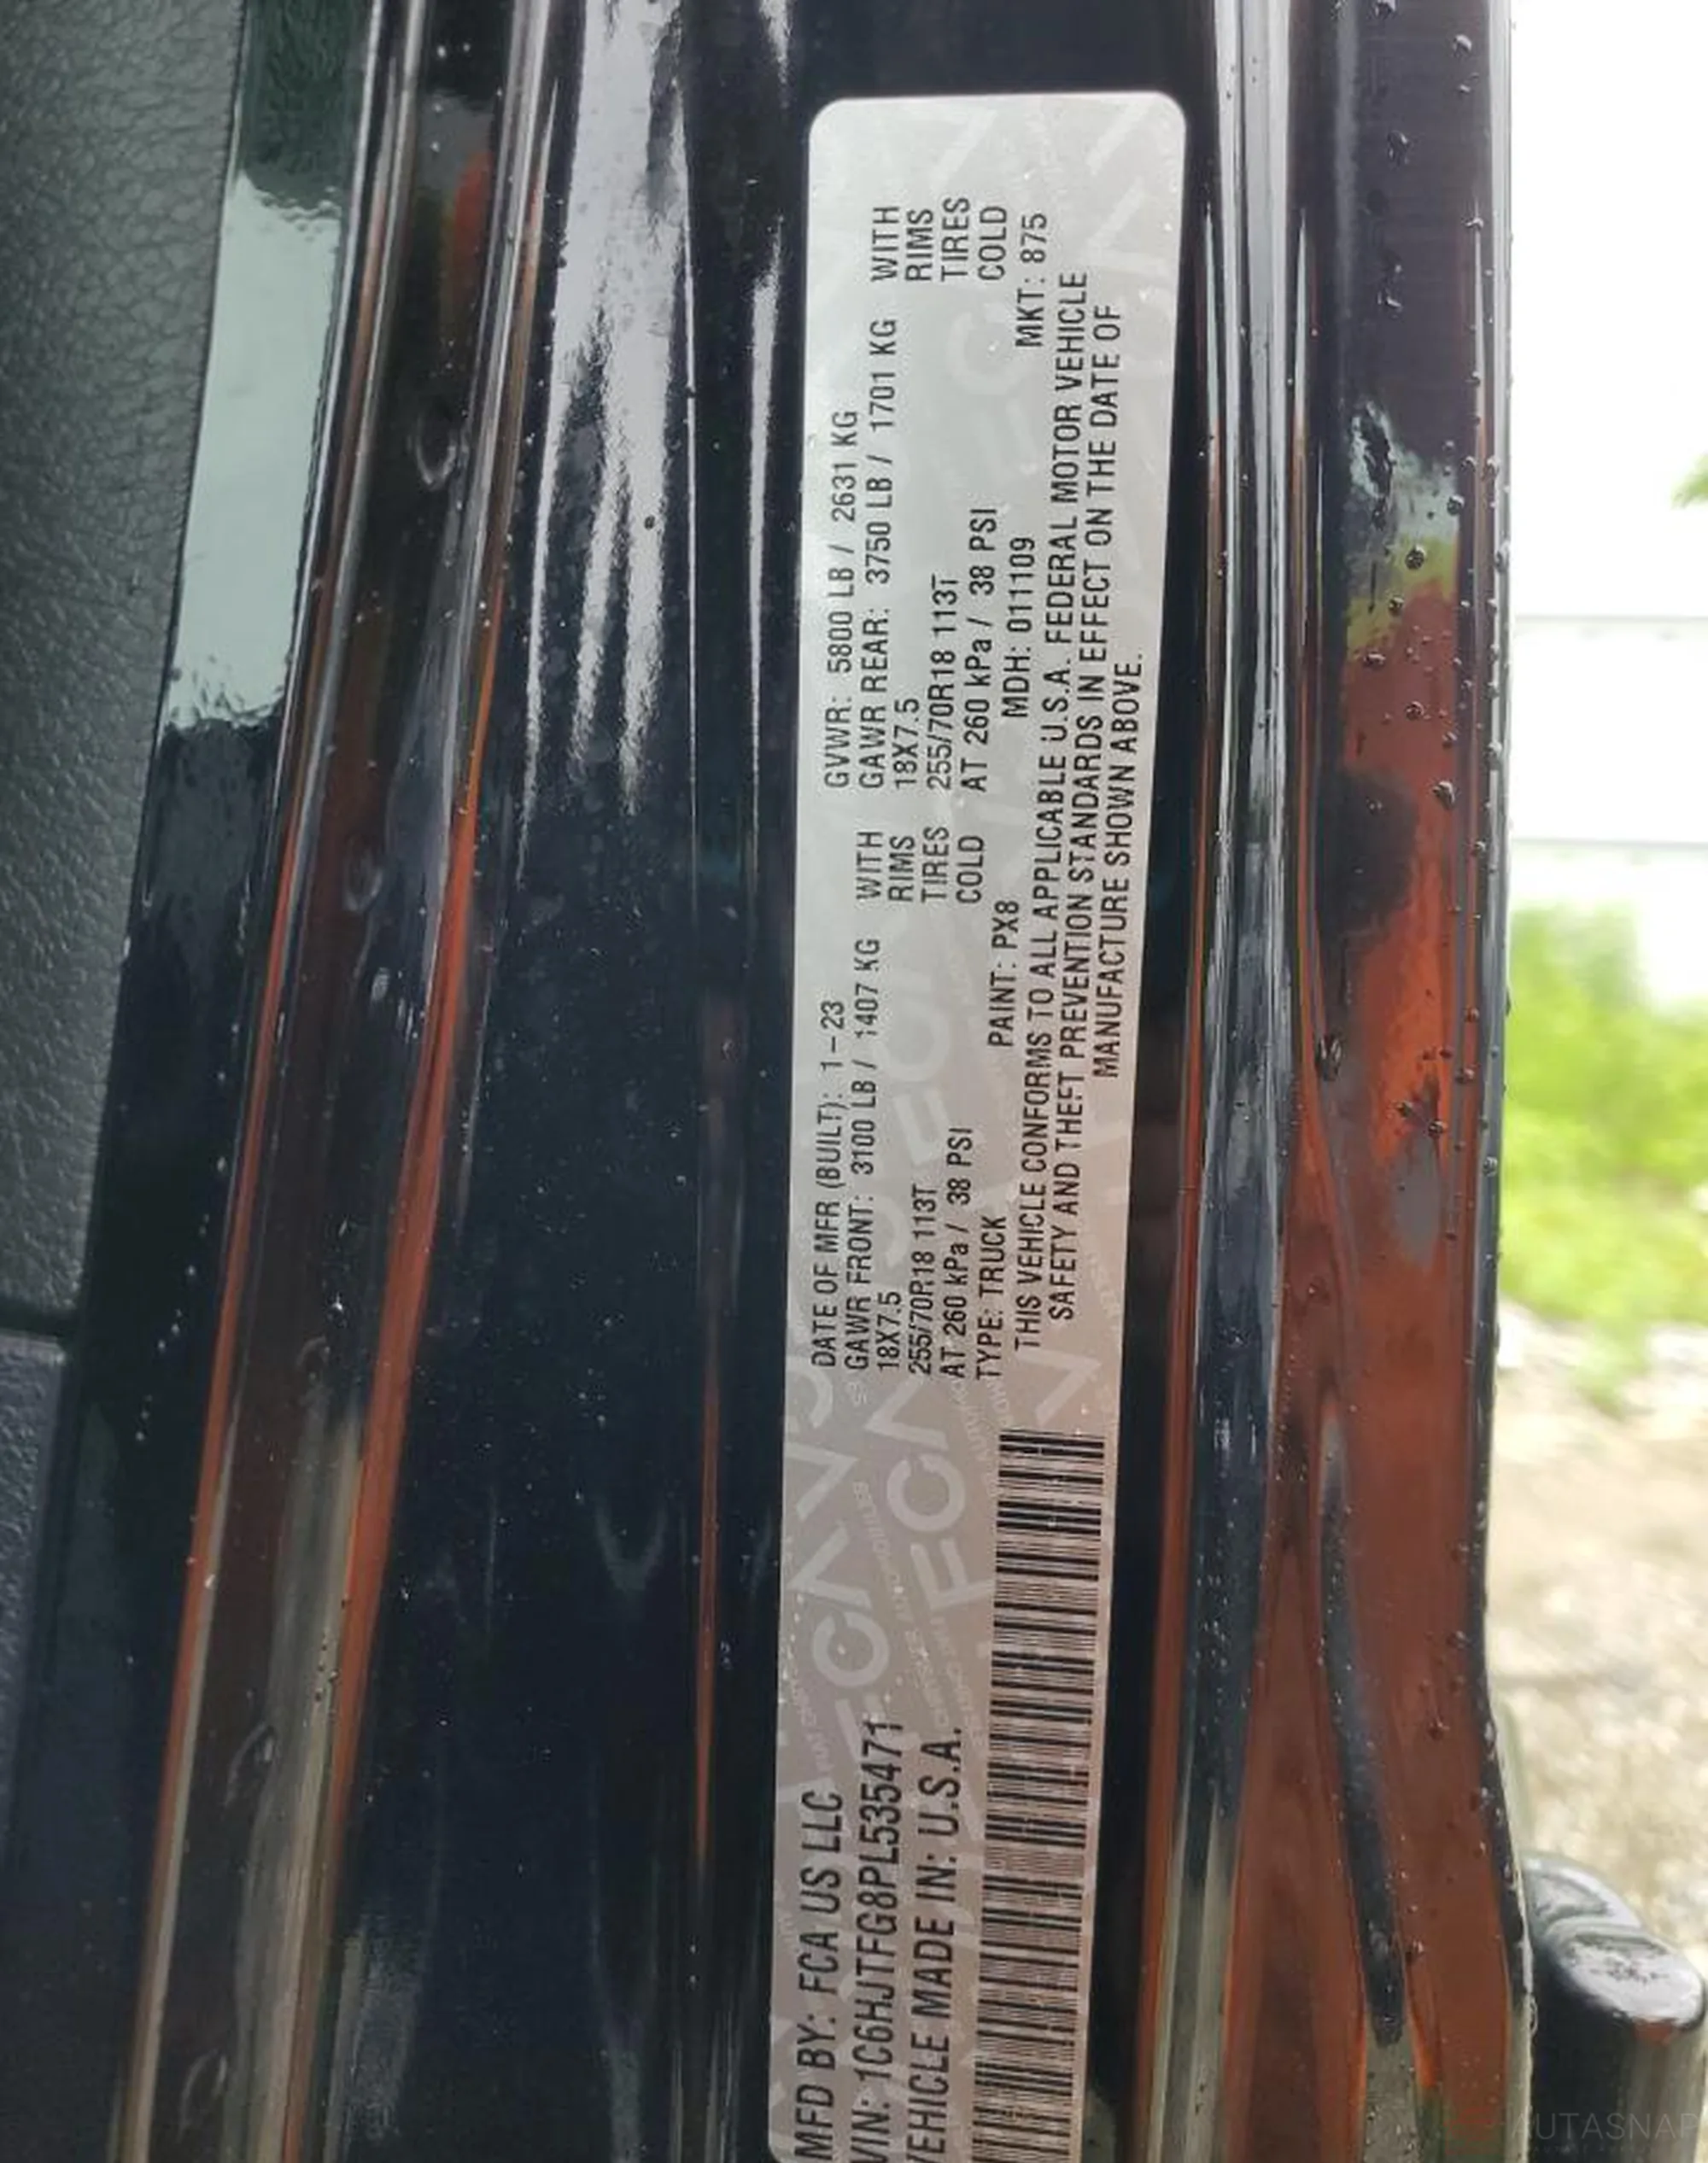 MFD BY: FCA US LLC
VIN: 1C6HJTFG8PL535471
VEHICLE MADE IN: U.S.A.
DATE OF MFR (BUILT): 1-23 GVWR: 5800 LB / 2631 KG
GAWR FRONT: 3100 LB / 1407 KG WITH GAWR REAR: 3750 LB / 1701 KG WITH
18X7.5 RIMS 18X7.5 RIMS
255/70R18 113T TIRES 255/70R18 113T TIRES
AT 260 kPa / 38 PSI COLD AT 260 kPa / 38 PSI COLD
TYPE: TRUCK PAINT: PX8 MDH: 011109 MKT: 875
THIS VEHICLE CONFORMS TO ALL APPLICABLE U.S.A. FEDERAL MOTOR VEHICLE
SAFETY AND THEFT PREVENTION STANDARDS IN EFFECT ON THE DATE OF
MANUFACTURE SHOWN ABOVE.
AUTASNAP